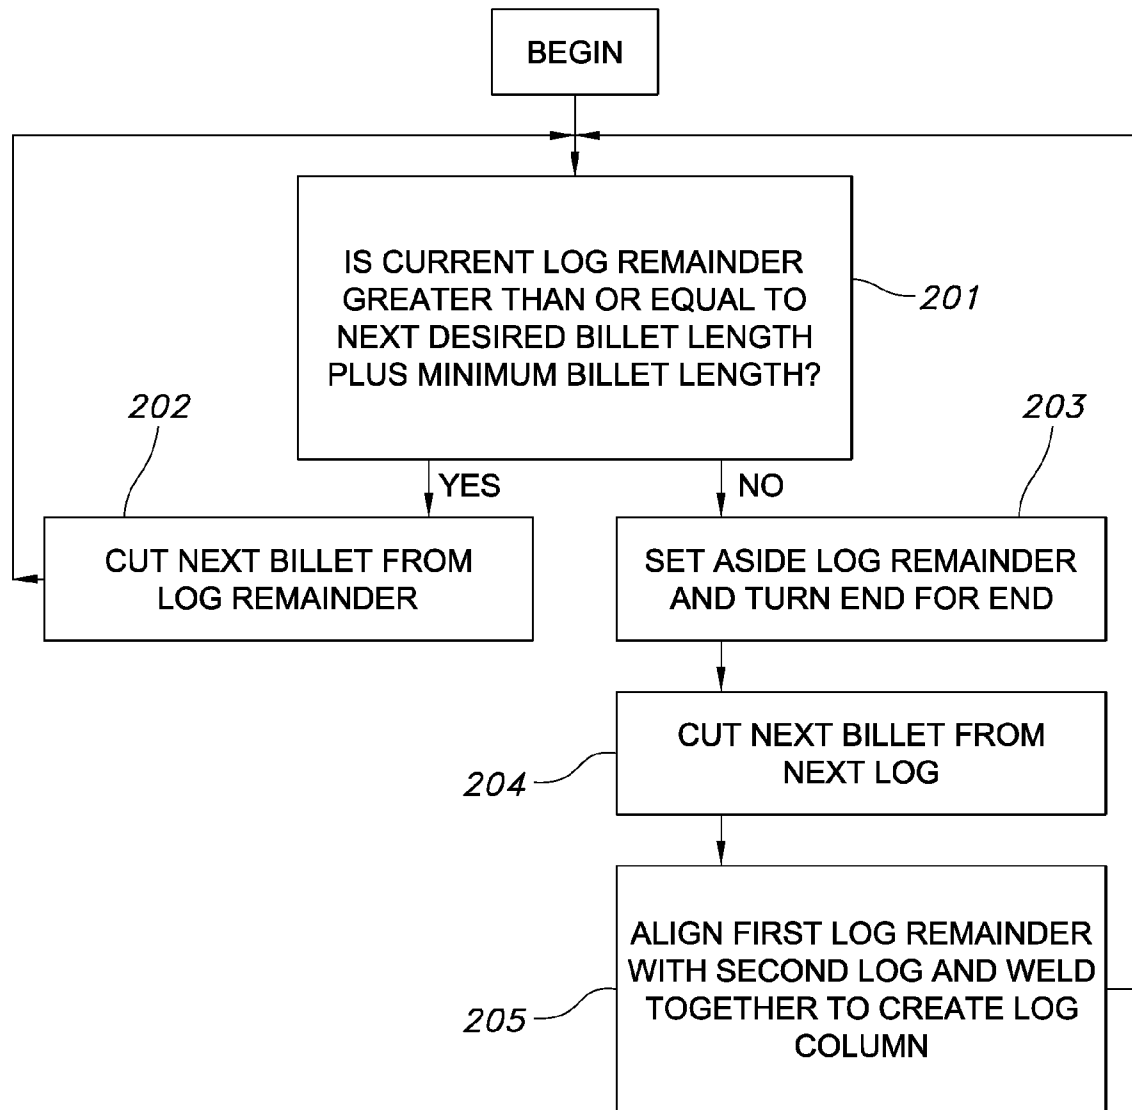 BEGIN
IS CURRENT LOG REMAINDER
GREATER THAN OR EQUAL TO
NEXT DESIRED BILLET LENGTH
PLUS MINIMUM BILLET LENGTH?
201
202
203
YES
NO
CUT NEXT BILLET FROM
LOG REMAINDER
SET ASIDE LOG REMAINDER
AND TURN END FOR END
CUT NEXT BILLET FROM
NEXT LOG
204
ALIGN FIRST LOG REMAINDER
WITH SECOND LOG AND WELD
TOGETHER TO CREATE LOG
COLUMN
205